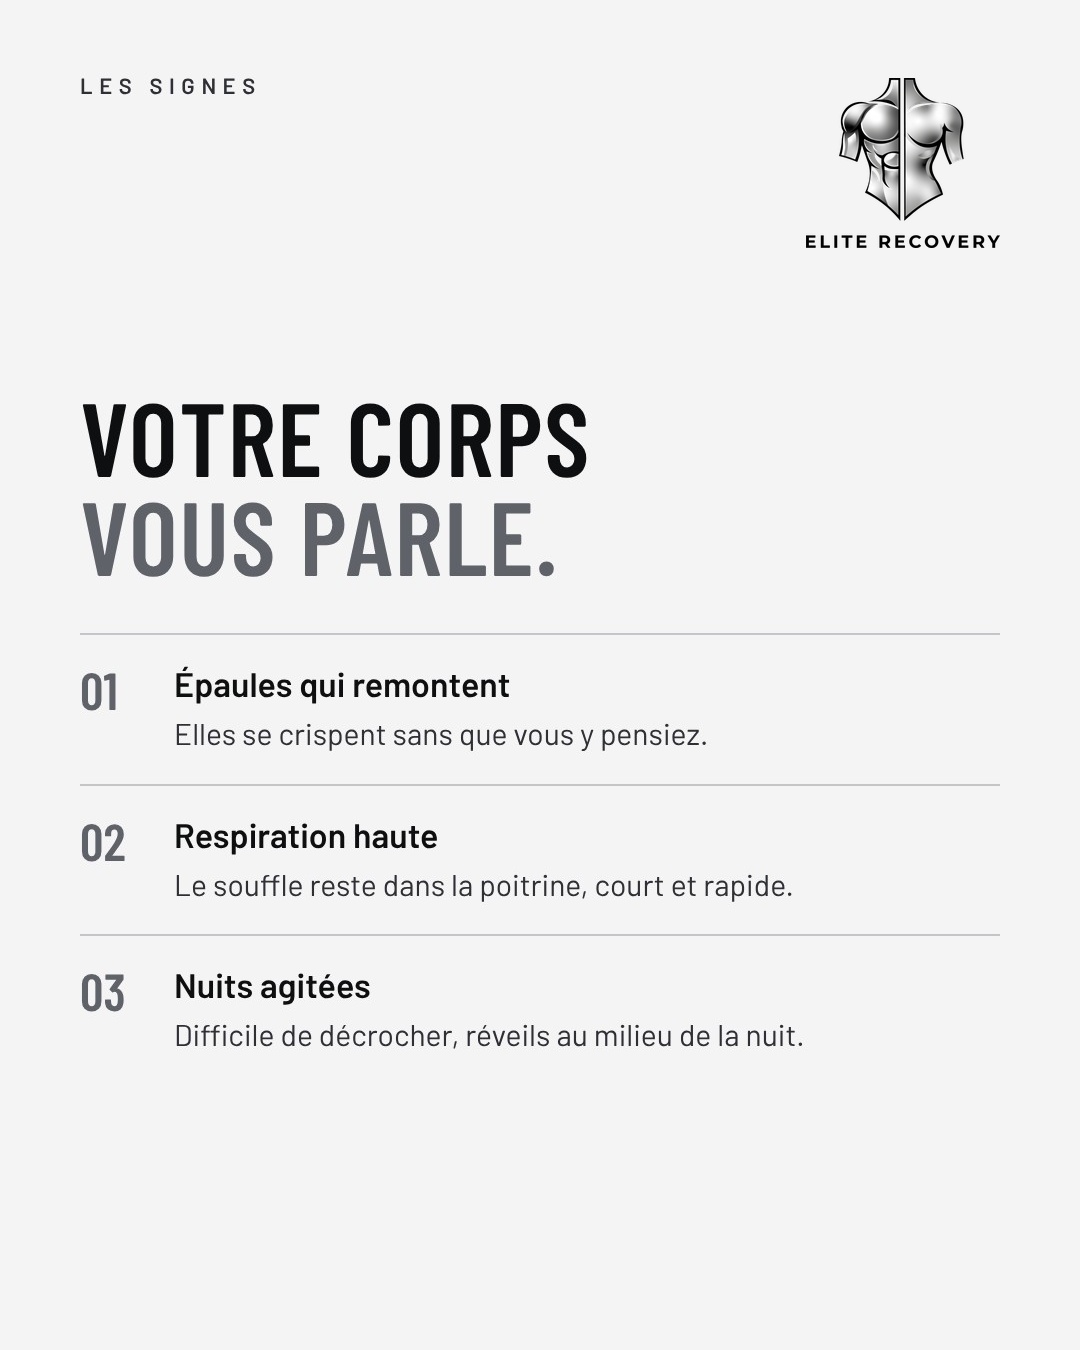 LES SIGNES
ELITE RECOVERY
VOTRE CORPS
VOUS PARLE.
01 Épaules qui remontent
Elles se crispent sans que vous y pensiez.
02 Respiration haute
Le souffle reste dans la poitrine, court et rapide.
03 Nuits agitées
Difficile de décrocher, réveils au milieu de la nuit.